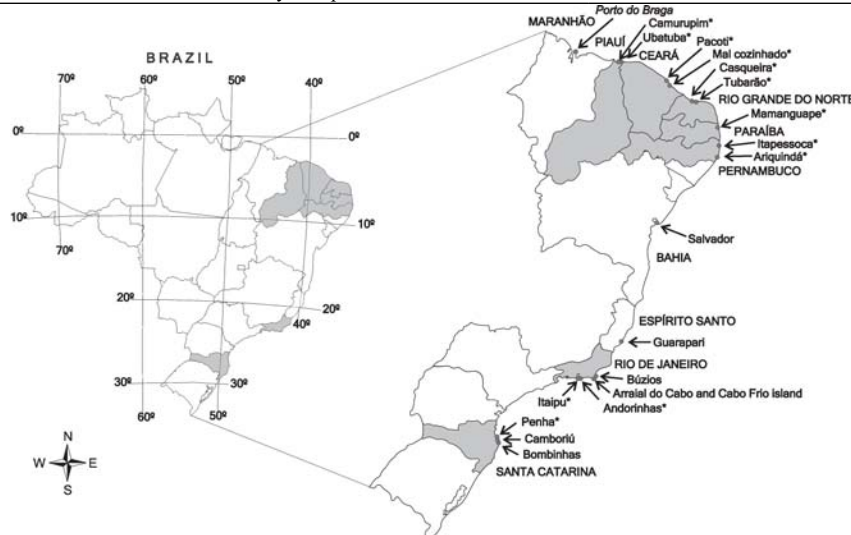 BRAZIL
70º
60º
50º
40º
0º
0º
10º
10º
70º
20º
20º
40º
30º
30º
60º
50º
N
W E
S
MARANHÃO
Porto do Braga
PIAUÍ
Camurupim*
Ubatuba*
CEARÁ
Pacoti*
Mal cozinhado*
Casqueira*
Tubarão*
RIO GRANDE DO NORTE
Mamanguape*
PARAÍBA
Itapessoca*
Ariquindá*
PERNAMBUCO
Salvador
BAHIA
ESPÍRITO SANTO
Guarapari
RIO DE JANEIRO
Búzios
Arraial do Cabo and Cabo Frio island
Itaipu*
Andorinhas*
Penha*
Camboriú
Bombinhas
SANTA CATARINA